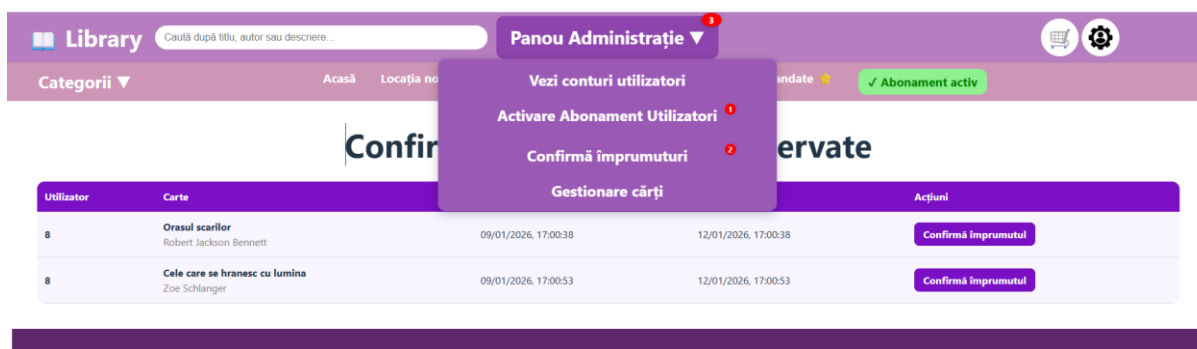 Library
Caută după titlu, autor sau descriere...
Panou Administrație ▼
3
Categorii ▼
Acasă
Locația no
Vezi conturi utilizatori
Activare Abonament Utilizatori
1
Confirmă împrumuturi
2
Gestionare cărți
andate
✓ Abonament activ
Confir
ervate
Utilizator Carte Acțiuni
8 Orasul scarilor 09/01/2026, 17:00:38 12/01/2026, 17:00:38 Confirmă împrumutul
Robert Jackson Bennett
8 Cele care se hranesc cu lumina 09/01/2026, 17:00:53 12/01/2026, 17:00:53 Confirmă împrumutul
Zoe Schlanger